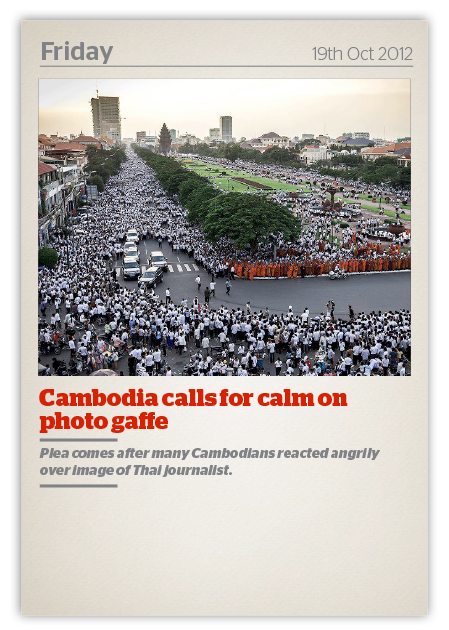 Friday
19th Oct 2012
Cambodia calls for calm on
photo gaffe
Plea comes after many Cambodians reacted angrily
over image of Thai journalist.